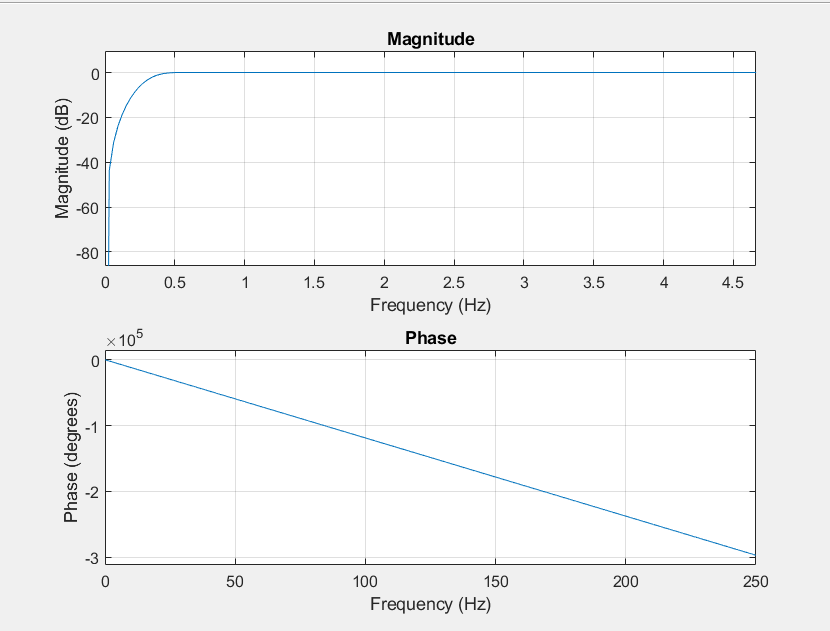 Magnitude
0
-20
-40
-60
-80
Magnitude (dB)
0 0.5 1 1.5 2 2.5 3 3.5 4 4.5
Frequency (Hz)
Phase
×10⁵
0
-1
-2
-3
Phase (degrees)
0 50 100 150 200 250
Frequency (Hz)